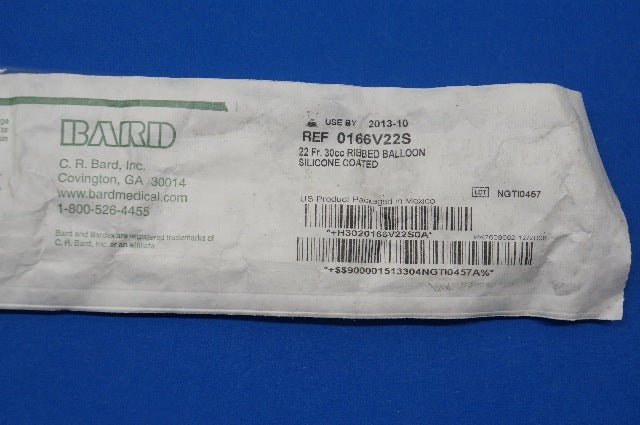 BARD
C. R. Bard, Inc.
Covington, GA 30014
www.bardmedical.com
1-800-526-4455
Bard and Bardex are registered trademarks of
C. R. Bard, Inc. or an affiliate.
USE BY 2013-10
REF 0166V22S
22 Fr. 30cc RIBBED BALLOON
SILICONE COATED
LOT NGTI0457
US Product Packaged in Mexico
*+H3020166V22S0A*
12/2008
*+$$900001513304NGTI0457A%*